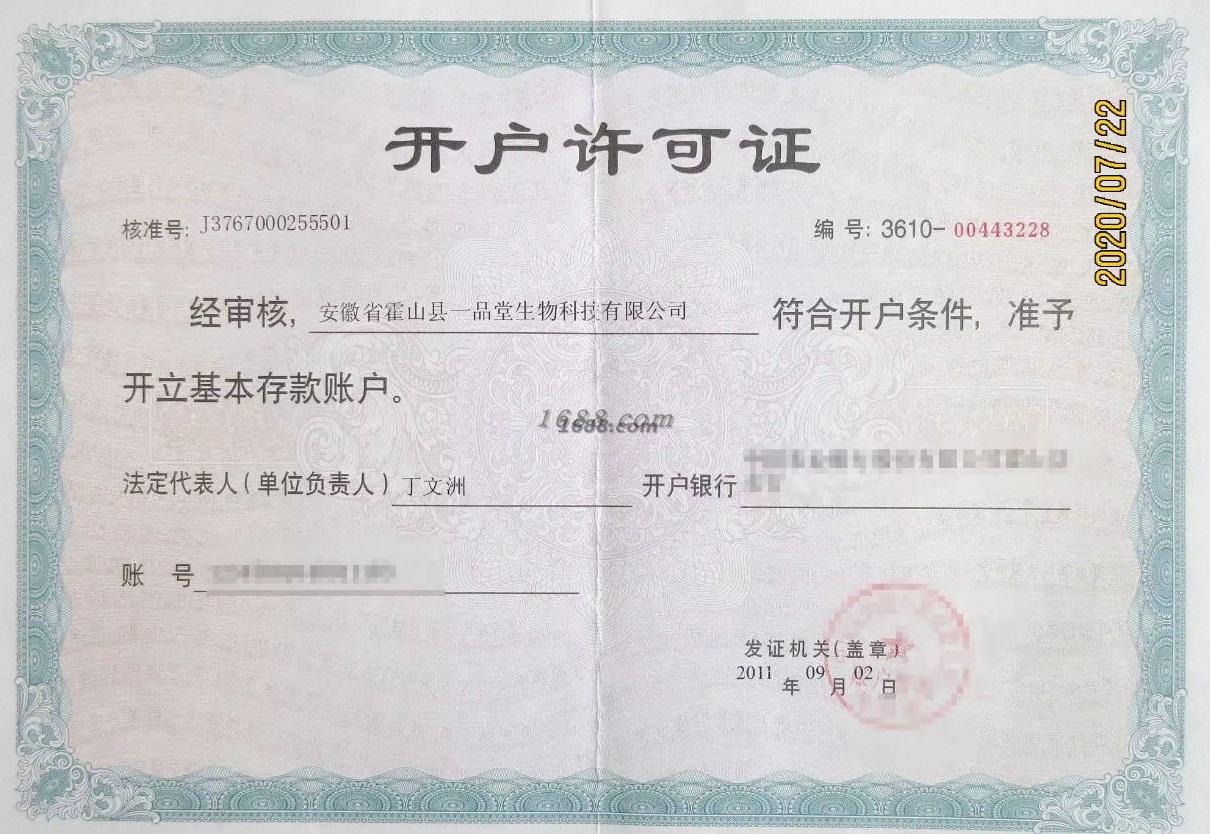 开户许可证
2020/07/22
核准号: J3767000255501
编 号: 3610- 00443228
经审核, 安徽省霍山县一品堂生物科技有限公司 符合开户条件, 准予
开立基本存款账户。
1688.com
1688.com
法定代表人(单位负责人) 丁文洲 开户银行
账 号
发证机关(盖章)
2011 年 09 月 02 日